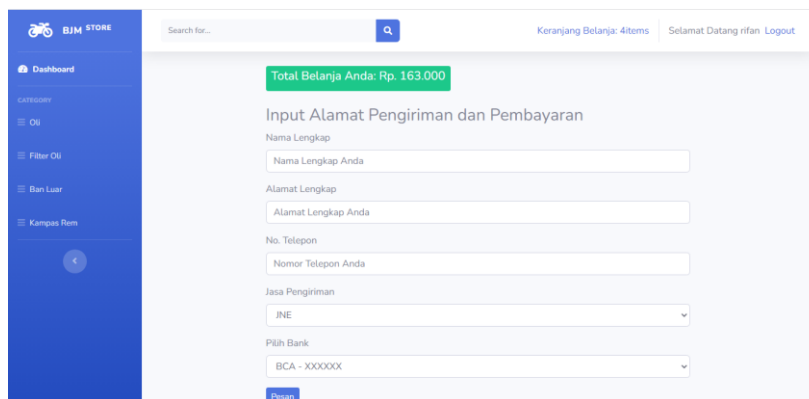 BJM STORE
Search for...
Keranjang Belanja: 4items
Selamat Datang rifan Logout
Dashboard
CATEGORY
Oli
Filter Oli
Ban Luar
Kampas Rem
Total Belanja Anda: Rp. 163.000
Input Alamat Pengiriman dan Pembayaran
Nama Lengkap
Nama Lengkap Anda
Alamat Lengkap
Alamat Lengkap Anda
No. Telepon
Nomor Telepon Anda
Jasa Pengiriman
JNE
Pilih Bank
BCA - XXXXXX
Pesan